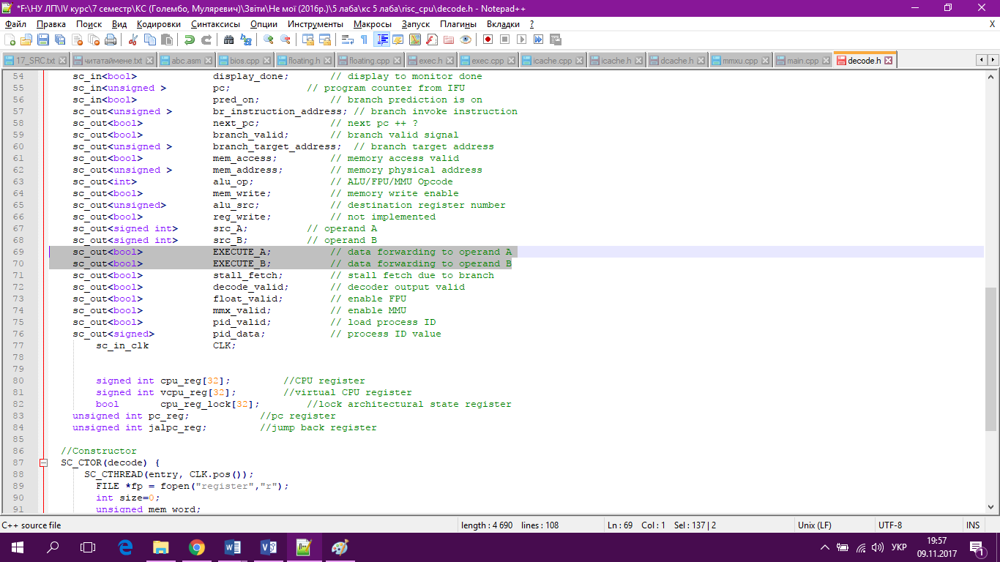 *F:\НУ ЛП\IV курс\7 семестр\КС (Голембо, Муляревич)\Звіти\Не мої (2016р.)\5 лаба\кс 5 лаба\risc_cpu\decode.h - Notepad++
Файл Правка Поиск Вид Кодировки Синтаксисы Опции Инструменты Макросы Запуск Плагины Вкладки ? X
17_SRC.txt читатаймене.txt abc.asm bios.cpp floating.h floating.cpp exec.h exec.cpp icache.cpp icache.h dcache.h mmxu.cpp main.cpp decode.h
54 sc_in<bool> display_done; // display to monitor done
55 sc_in<unsigned > pc; // program counter from IFU
56 sc_in<bool> pred_on; // branch prediction is on
57 sc_out<unsigned > br_instruction_address; // branch invoke instruction
58 sc_out<bool> next_pc; // next pc ++ ?
59 sc_out<bool> branch_valid; // branch valid signal
60 sc_out<unsigned > branch_target_address; // branch target address
61 sc_out<bool> mem_access; // memory access valid
62 sc_out<unsigned > mem_address; // memory physical address
63 sc_out<int> alu_op; // ALU/FPU/MMU Opcode
64 sc_out<bool> mem_write; // memory write enable
65 sc_out<unsigned> alu_src; // destination register number
66 sc_out<bool> reg_write; // not implemented
67 sc_out<signed int> src_A; // operand A
68 sc_out<signed int> src_B; // operand B
69 sc_out<bool> EXECUTE_A; // data forwarding to operand A
70 sc_out<bool> EXECUTE_B; // data forwarding to operand B
71 sc_out<bool> stall_fetch; // stall fetch due to branch
72 sc_out<bool> decode_valid; // decoder output valid
73 sc_out<bool> float_valid; // enable FPU
74 sc_out<bool> mmx_valid; // enable MMU
75 sc_out<bool> pid_valid; // load process ID
76 sc_out<signed> pid_data; // process ID value
77 sc_in_clk CLK;
78
79
80 signed int cpu_reg[32]; //CPU register
81 signed int vcpu_reg[32]; //virtual CPU register
82 bool cpu_reg_lock[32]; //lock architectural state register
83 unsigned int pc_reg; //pc register
84 unsigned int jalpc_reg; //jump back register
85
86 //Constructor
87 SC_CTOR(decode) {
88 SC_CTHREAD(entry, CLK.pos());
89 FILE *fp = fopen("register","r");
90 int size=0;
91 unsigned mem_word;
C++ source file length : 4 690 lines : 108 Ln : 69 Col : 1 Sel : 137 | 2 Unix (LF) UTF-8 INS
УКР 19:57
09.11.2017 1